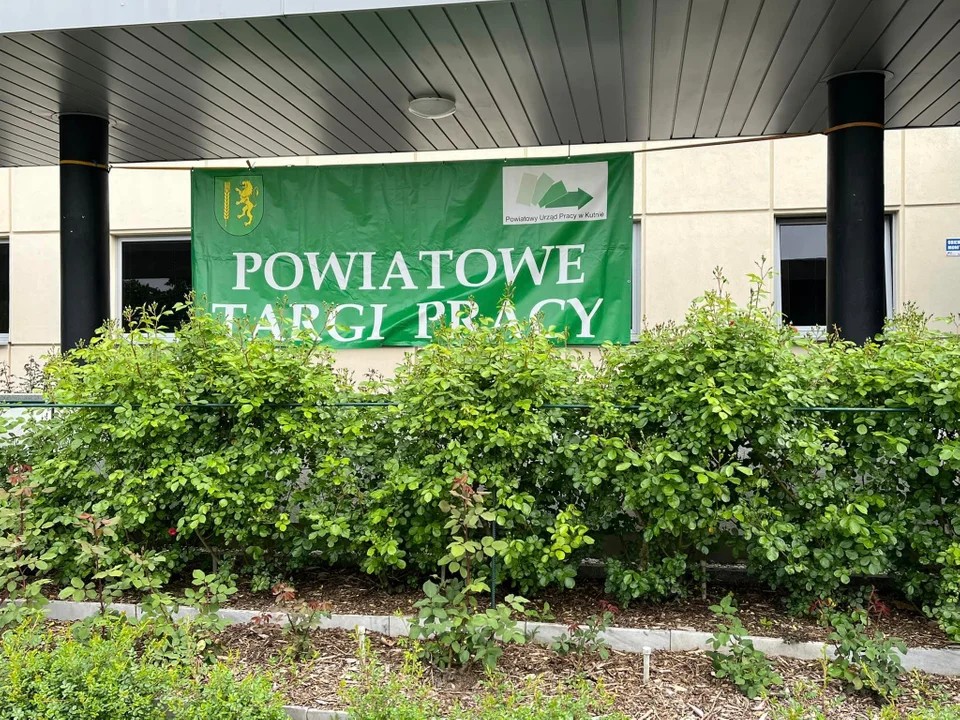 Powiatowy Urząd Pracy w Kutnie
POWIATOWE
TARGI PRACY